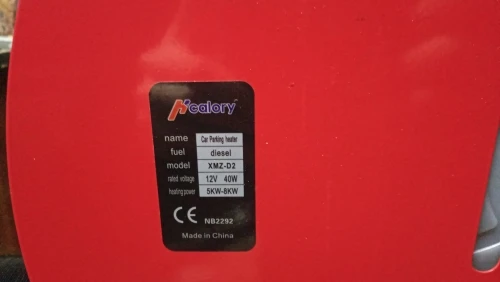 Hcalory
name Car Parking heater
fuel diesel
model XMZ-D2
rated voltage 12V 40W
heating power 5KW-8KW
CE NB2292
Made in China